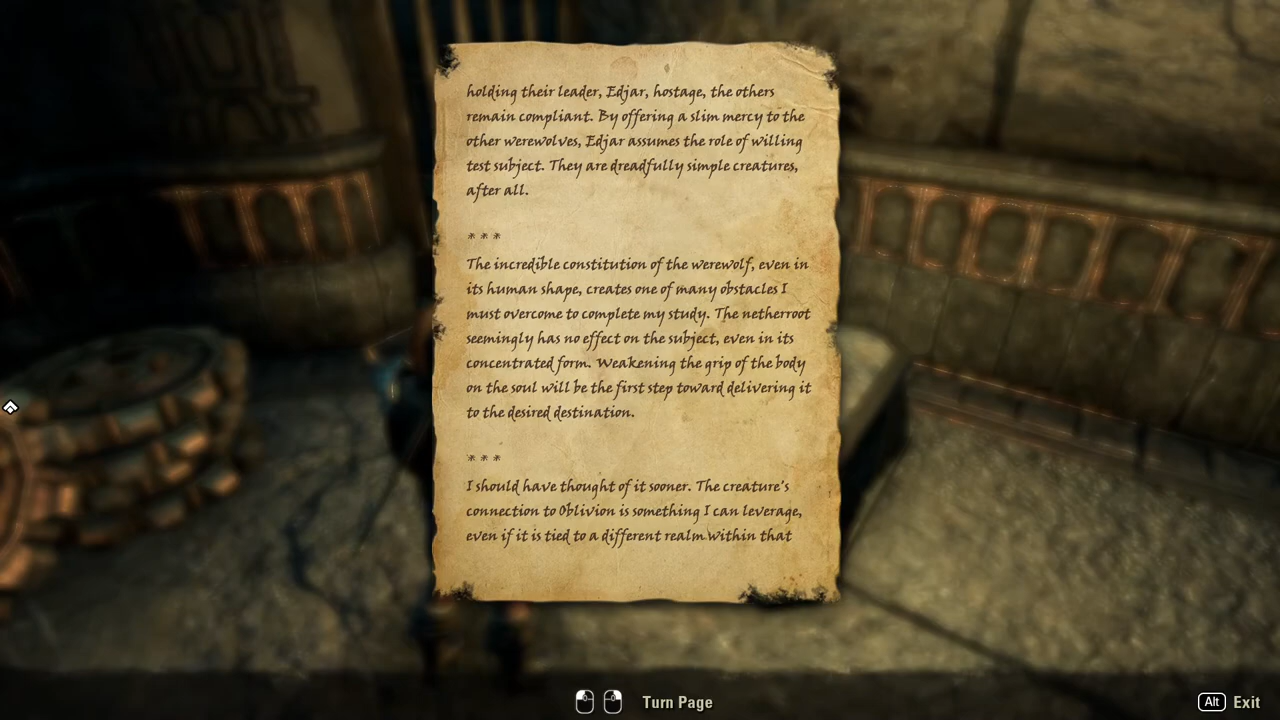 holding their leader, Edjar, hostage, the others
remain compliant. By offering a slim mercy to the
other werewolves, Edjar assumes the role of willing
test subject. They are dreadfully simple creatures,
after all.
* * *
The incredible constitution of the werewolf, even in
its human shape, creates one of many obstacles I
must overcome to complete my study. The netherroot
seemingly has no effect on the subject, even in its
concentrated form. Weakening the grip of the body
on the soul will be the first step toward delivering it
to the desired destination.
* * *
I should have thought of it sooner. The creature's
connection to Oblivion is something I can leverage,
even if it is tied to a different realm within that
Turn Page
Alt Exit